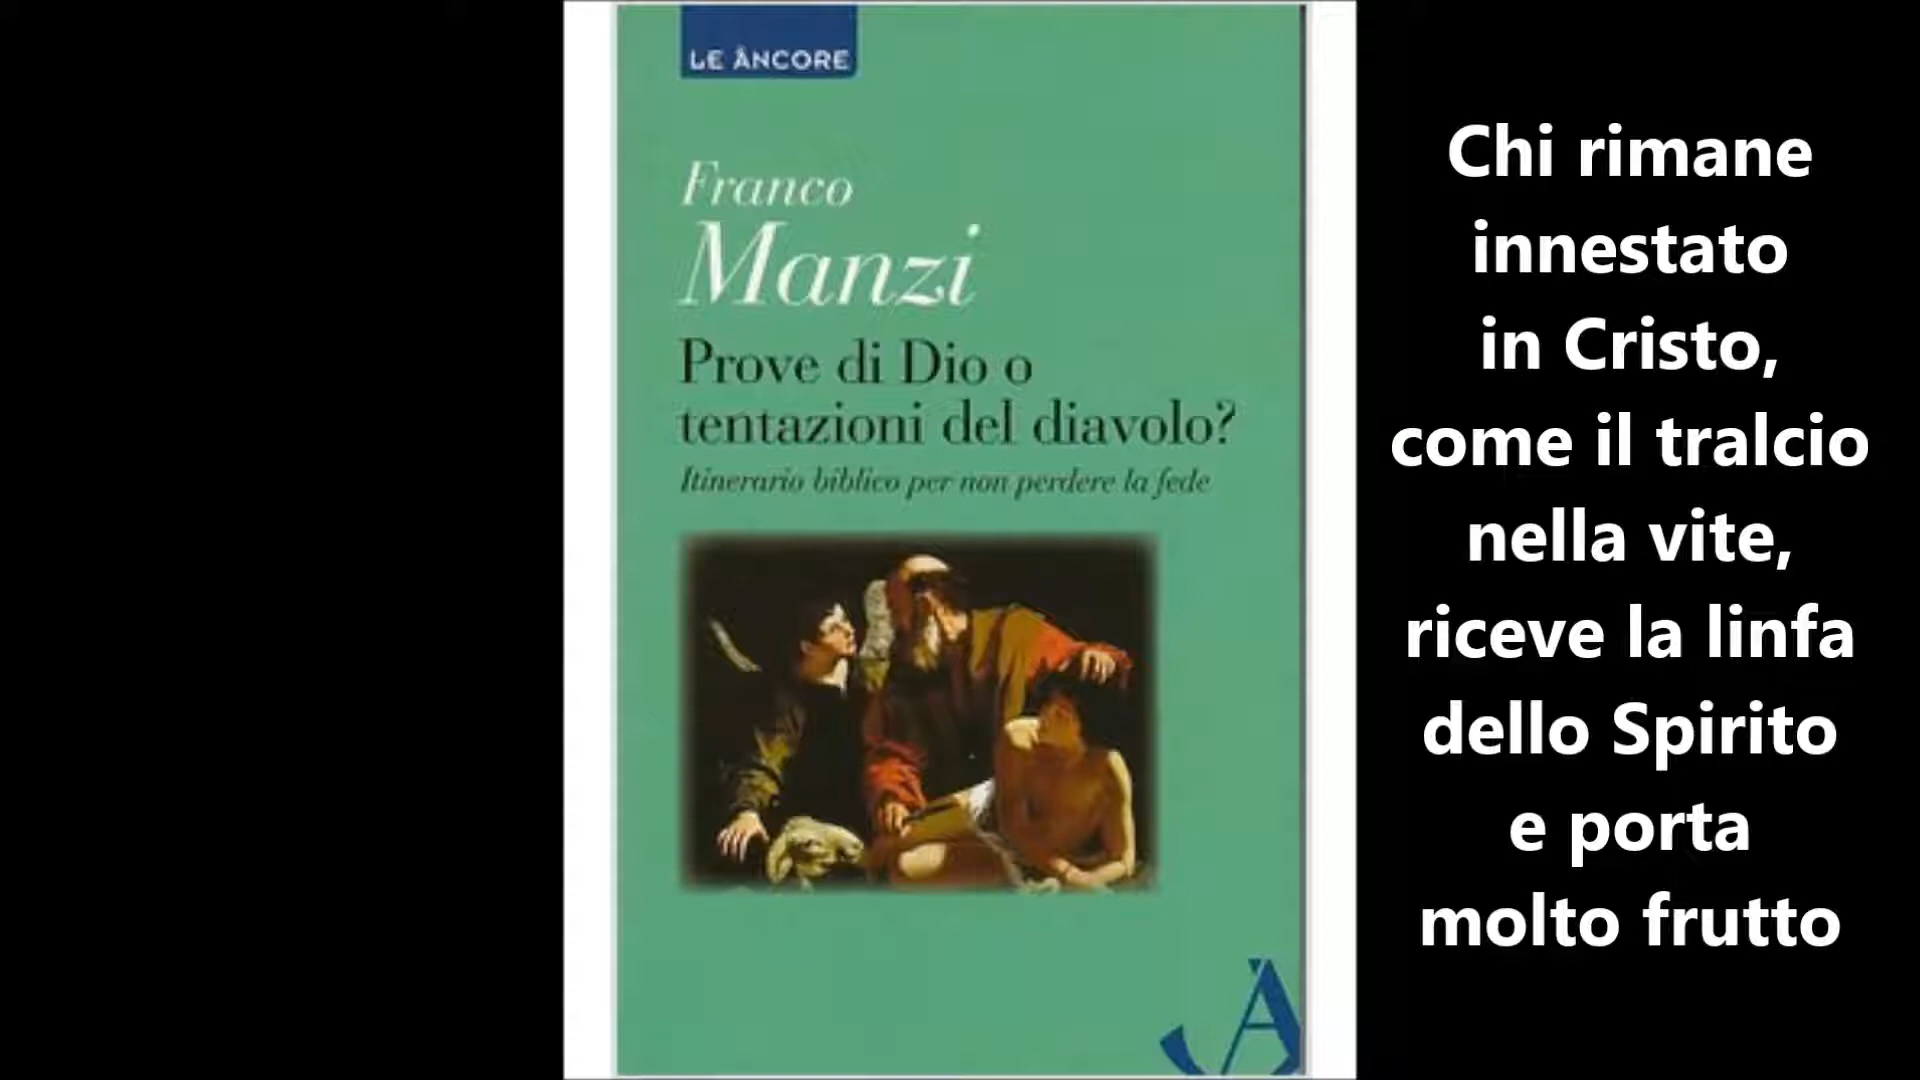 LE ÀNCORE
Franco
Manzi
Prove di Dio o
tentazioni del diavolo?
Itinerario biblico per non perdere la fede
À
Chi rimane
innestato
in Cristo,
come il tralcio
nella vite,
riceve la linfa
dello Spirito
e porta
molto frutto